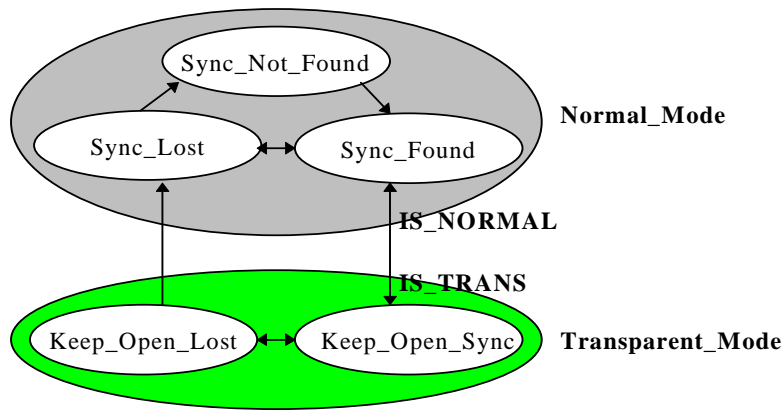 Sync_Not_Found
Normal_Mode
Sync_Lost
Sync_Found
IS_NORMAL
IS_TRANS
Keep_Open_Lost
Keep_Open_Sync
Transparent_Mode